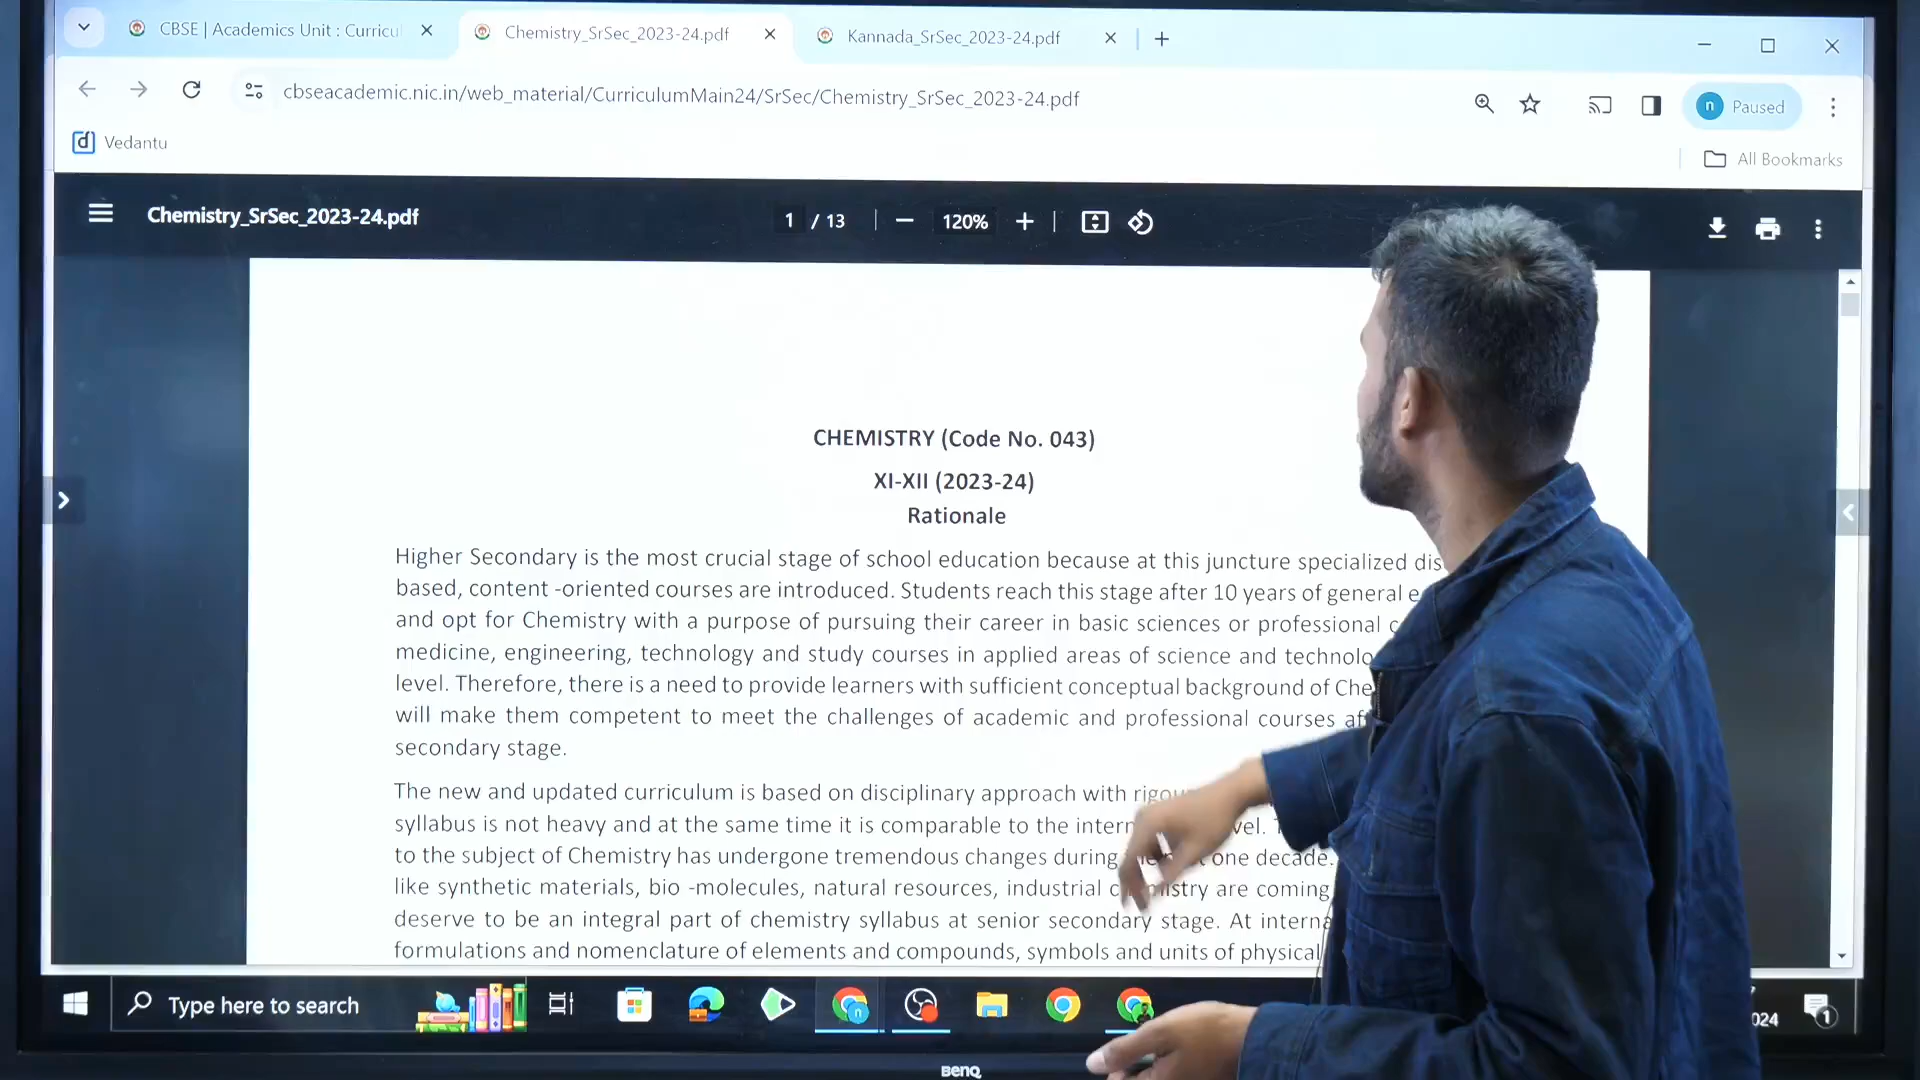 CBSE | Academics Unit : Curricu
Chemistry_SrSec_2023-24.pdf
Kannada_SrSec_2023-24.pdf
cbseacademic.nic.in/web_material/CurriculumMain24/SrSec/Chemistry_SrSec_2023-24.pdf
n Paused
Vedantu
All Bookmarks
Chemistry_SrSec_2023-24.pdf
1 / 13
120%
CHEMISTRY (Code No. 043)
XI-XII (2023-24)
Rationale
Higher Secondary is the most crucial stage of school education because at this juncture specialized dis
based, content -oriented courses are introduced. Students reach this stage after 10 years of general e
and opt for Chemistry with a purpose of pursuing their career in basic sciences or professional c
medicine, engineering, technology and study courses in applied areas of science and technolo
level. Therefore, there is a need to provide learners with sufficient conceptual background of Che
will make them competent to meet the challenges of academic and professional courses af
secondary stage.
The new and updated curriculum is based on disciplinary approach with rigou
syllabus is not heavy and at the same time it is comparable to the intern vel.
to the subject of Chemistry has undergone tremendous changes during one decade.
like synthetic materials, bio -molecules, natural resources, industrial ch mistry are coming
deserve to be an integral part of chemistry syllabus at senior secondary stage. At interna
formulations and nomenclature of elements and compounds, symbols and units of physical
Type here to search
024
1
BenQ